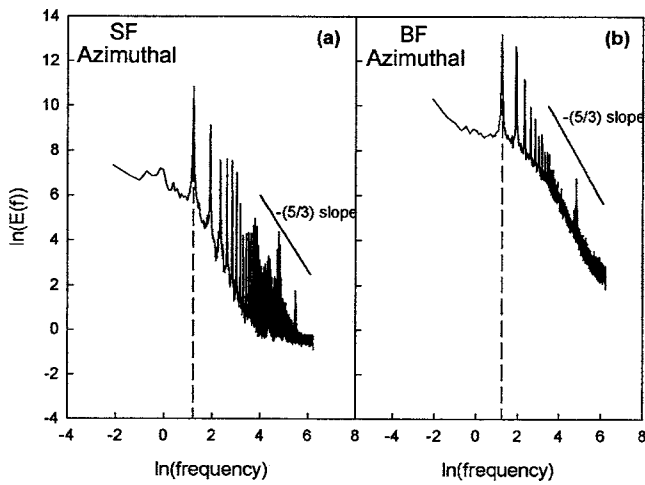 SF
Azimuthal
(a)
BF
Azimuthal
(b)
-(5/3) slope
-(5/3) slope
ln(E(f))
14
12
10
8
6
4
2
0
-2
-4
-4
-2
0
2
4
6
8
-2
0
2
4
6
8
ln(frequency)
ln(frequency)